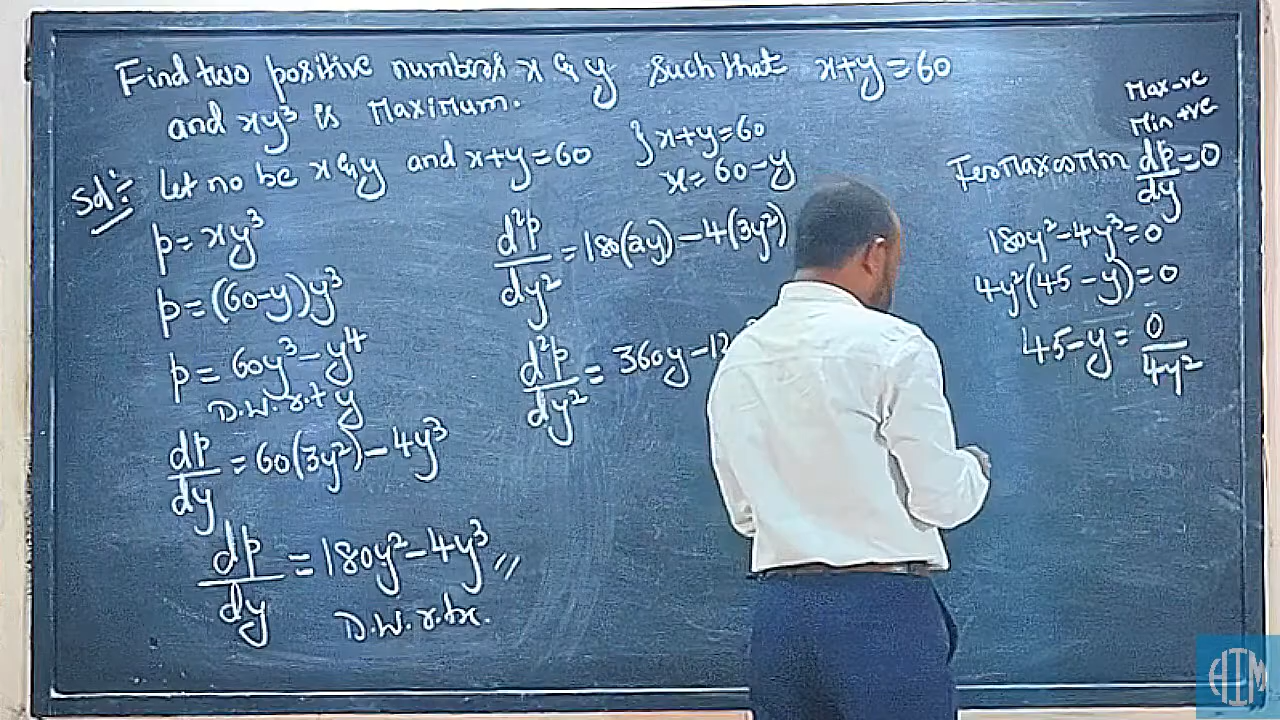 Find two positive numbers x & y such that x+y=60
and xy³ is Maximum.
Sol:- Let no be x & y and x+y=60
} x+y=60
x=60-y
p=xy³
p=(60-y)y³
p=60y³-y⁴
D.W.r.t y
dp/dy=60(3y²)-4y³
dp/dy=180y²-4y³
D.W.r.tx.
d²p/dy²=180(2y)-4(3y²)
d²p/dy²=360y-12
Max-ve
Min+ve
For Max or Min dp/dy=0
180y²-4y³=0
4y²(45-y)=0
45-y=0/4y²
HIM